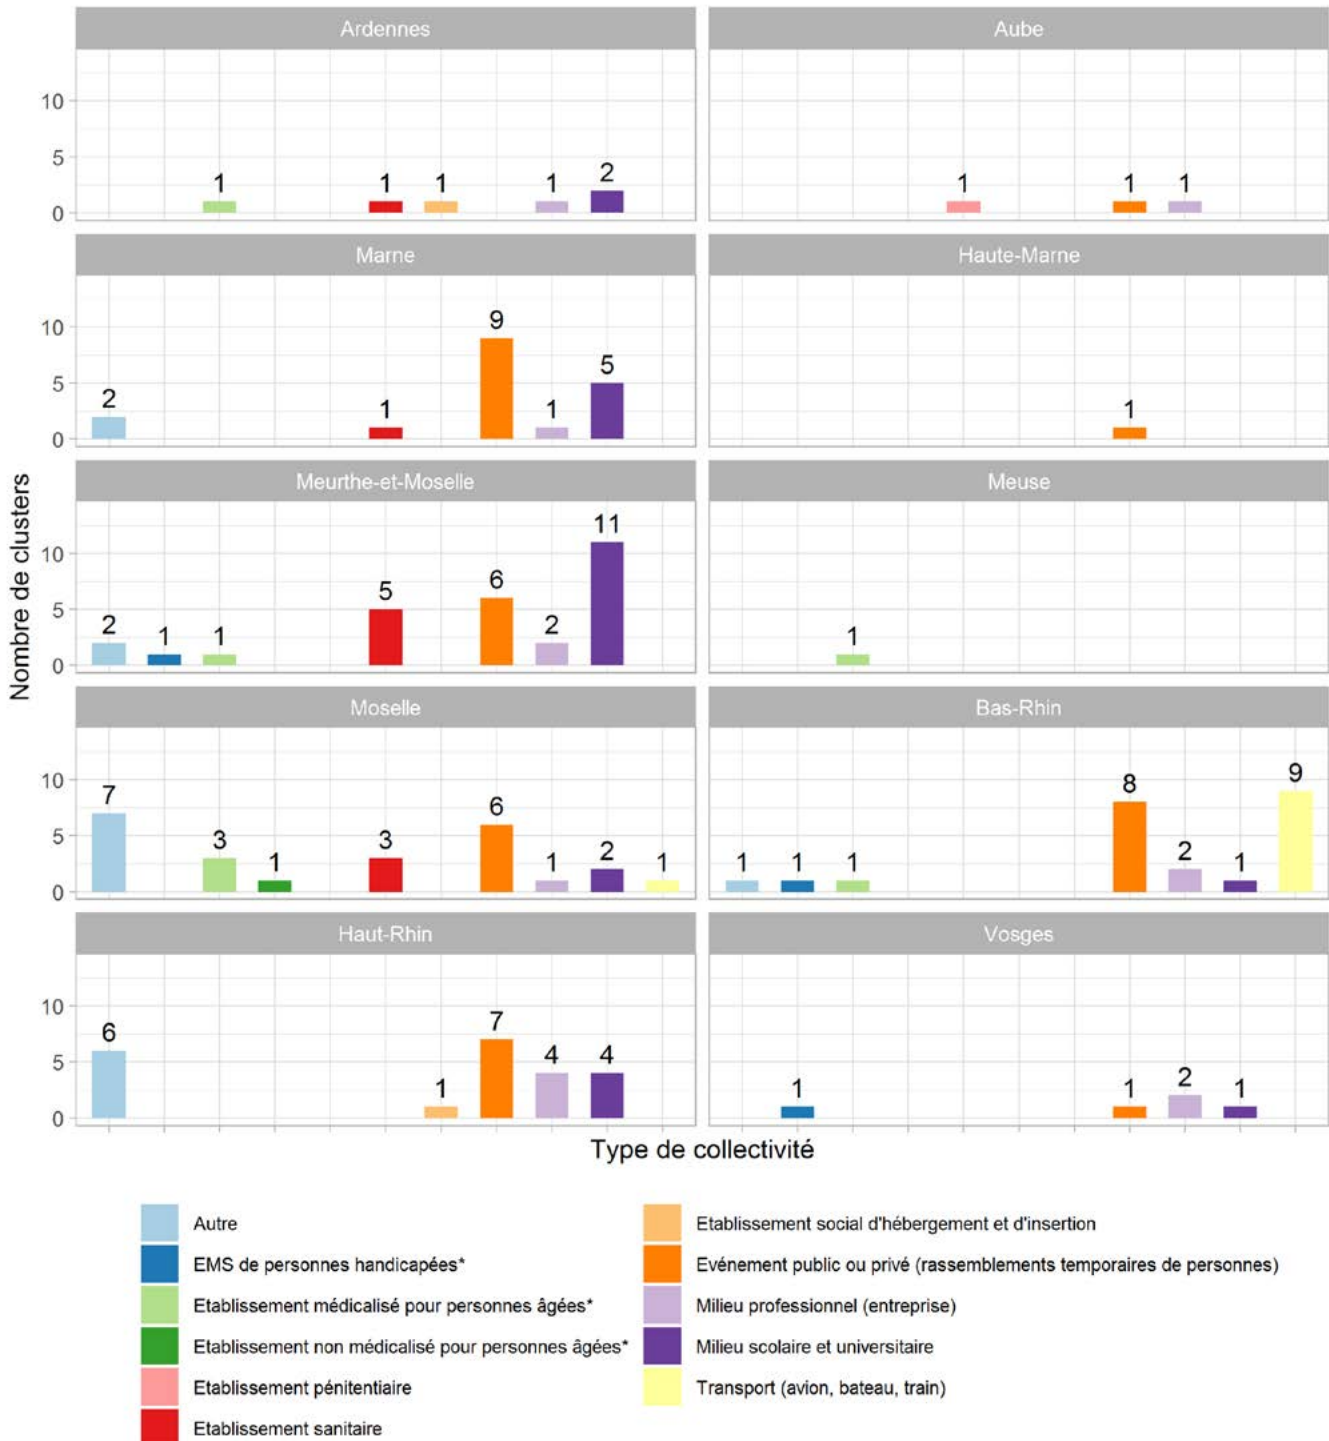 Ardennes
Aube
10
5
0
1
1
1
1
2
1
1
1
Marne
Haute-Marne
10
5
0
2
1
9
1
5
1
Meurthe-et-Moselle
Meuse
10
5
0
2
1
1
5
6
2
11
1
Moselle
Bas-Rhin
10
5
0
7
3
1
3
6
1
2
1
1
1
1
8
2
1
9
Haut-Rhin
Vosges
10
5
0
6
1
7
4
4
1
1
2
1
Nombre de clusters
Type de collectivité
Autre
EMS de personnes handicapées*
Etablissement médicalisé pour personnes âgées*
Etablissement non médicalisé pour personnes âgées*
Etablissement pénitentiaire
Etablissement sanitaire
Etablissement social d'hébergement et d'insertion
Evénement public ou privé (rassemblements temporaires de personnes)
Milieu professionnel (entreprise)
Milieu scolaire et universitaire
Transport (avion, bateau, train)